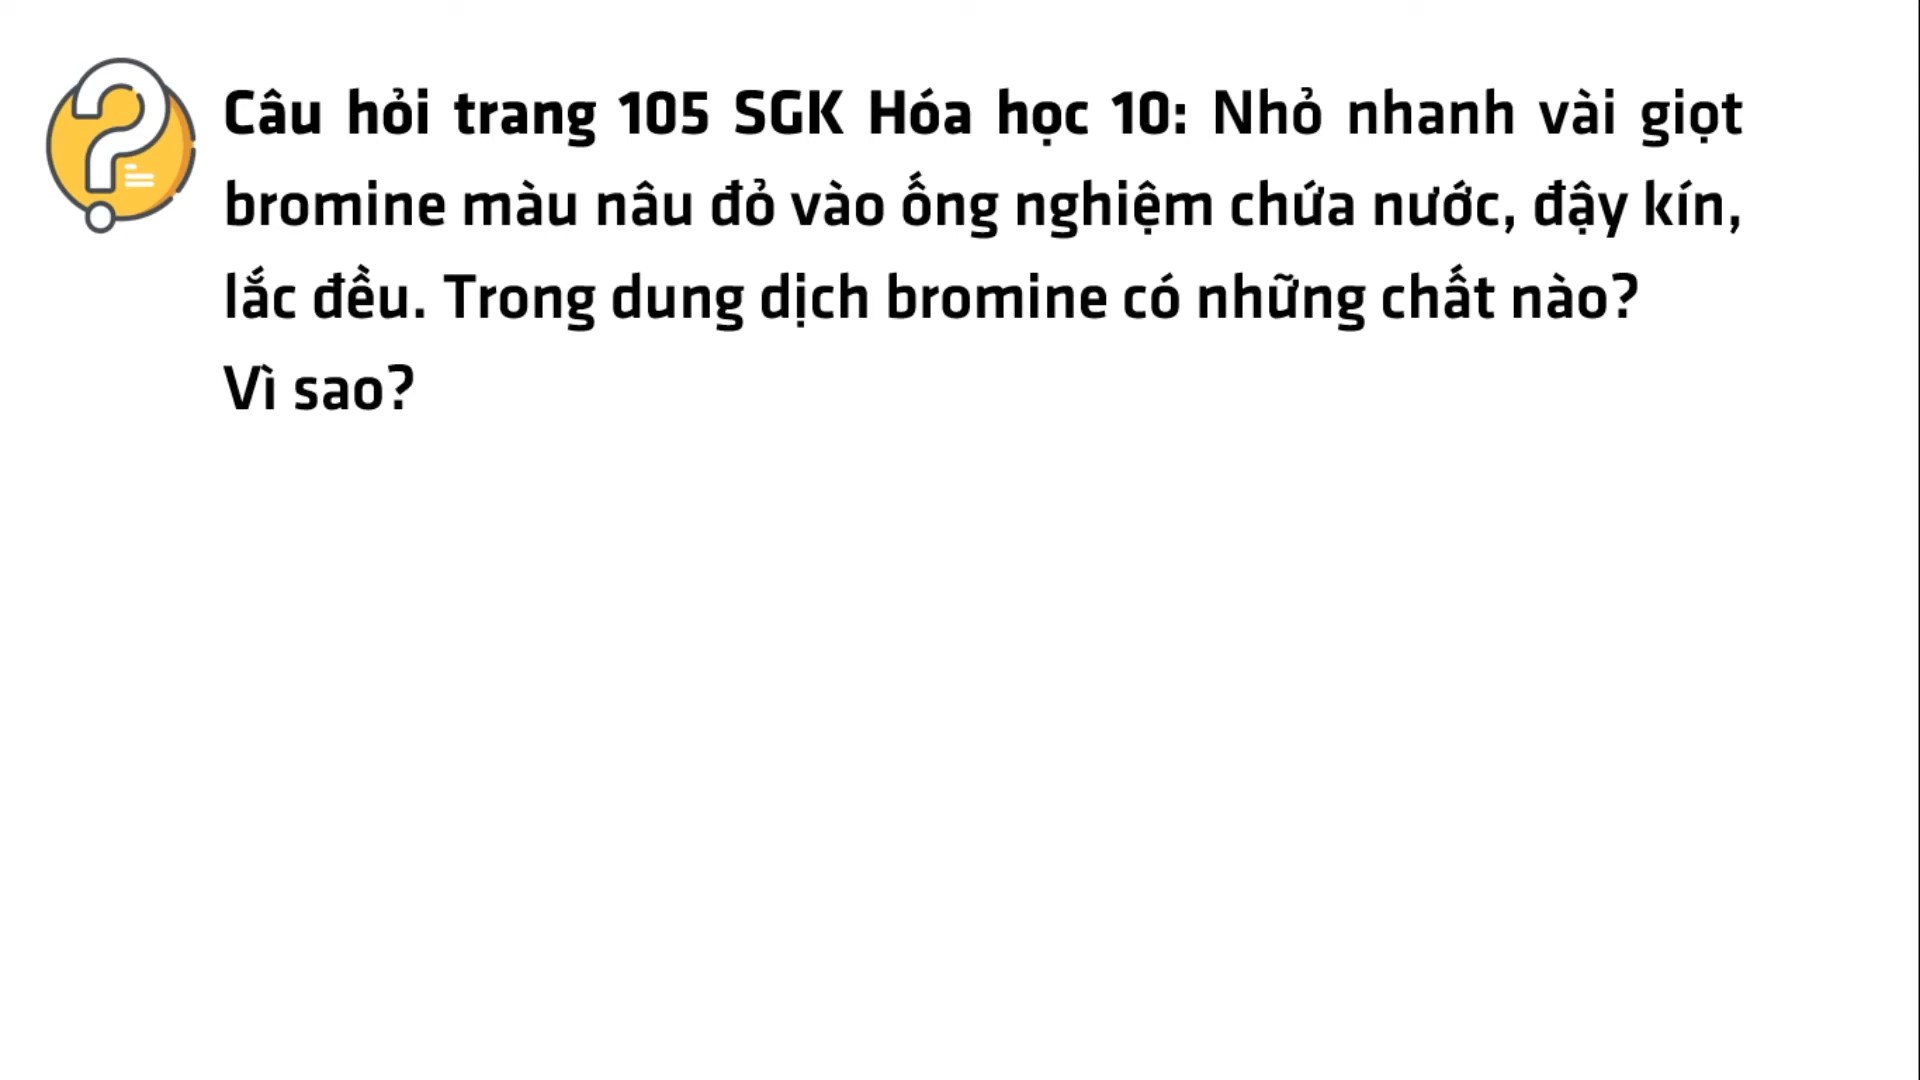 Câu hỏi trang 105 SGK Hóa học 10: Nhỏ nhanh vài giọt
bromine màu nâu đỏ vào ống nghiệm chứa nước, đậy kín,
lắc đều. Trong dung dịch bromine có những chất nào?
Vì sao?